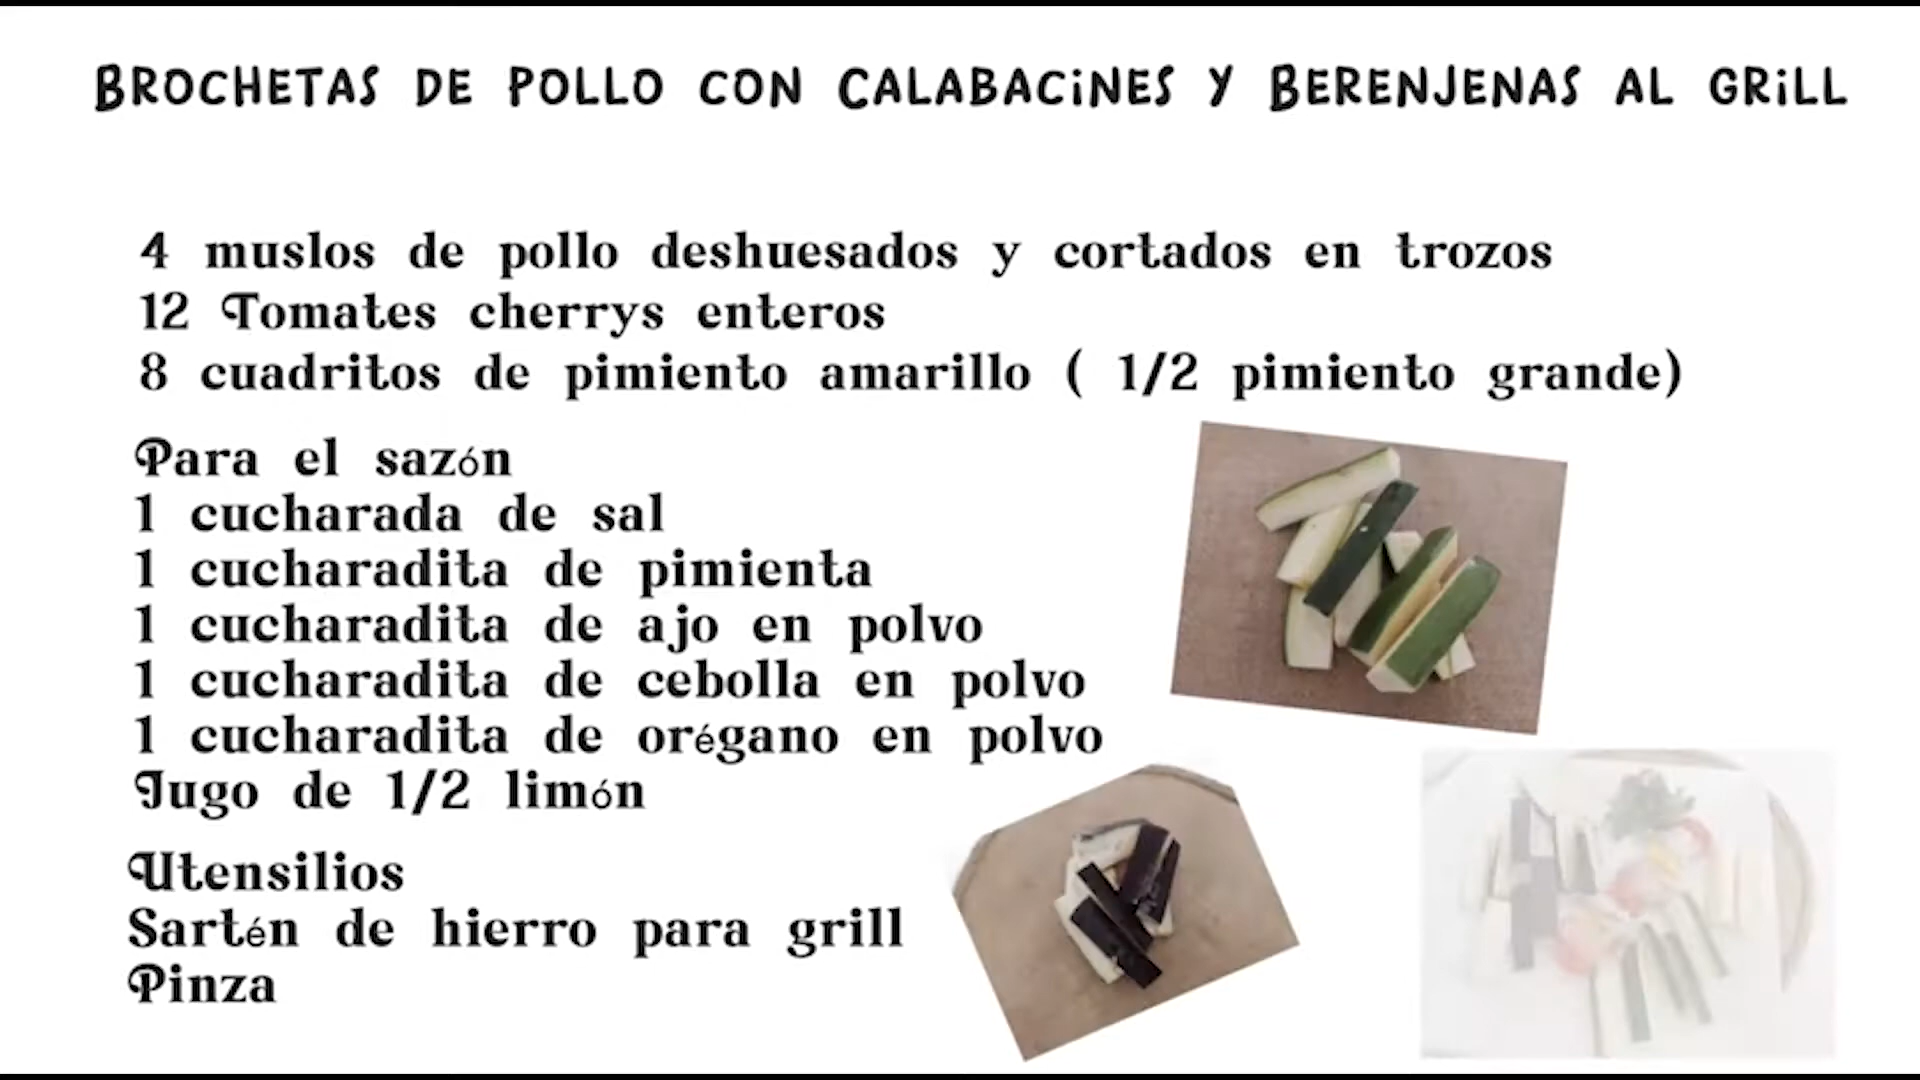 BROCHETAS DE POLLO CON CALABACiNES Y BERENJENAS AL GRiLL
4 muslos de pollo deshuesados y cortados en trozos
12 Tomates cherrys enteros
8 cuadritos de pimiento amarillo ( 1/2 pimiento grande)
Para el sazón
1 cucharada de sal
1 cucharadita de pimienta
1 cucharadita de ajo en polvo
1 cucharadita de cebolla en polvo
1 cucharadita de orégano en polvo
Jugo de 1/2 limón
Utensilios
Sartén de hierro para grill
Pinza